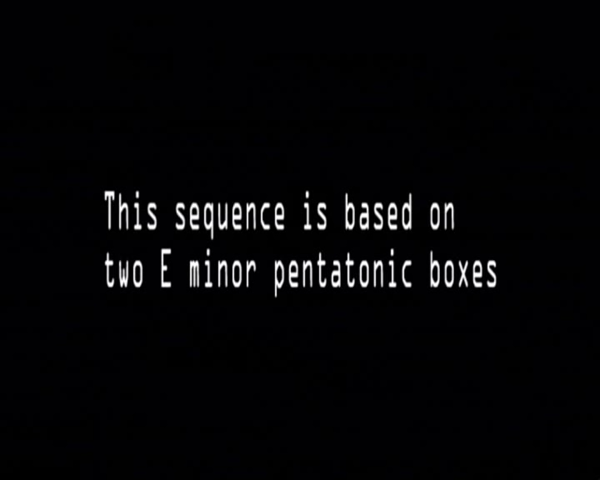 This sequence is based on
two E minor pentatonic boxes